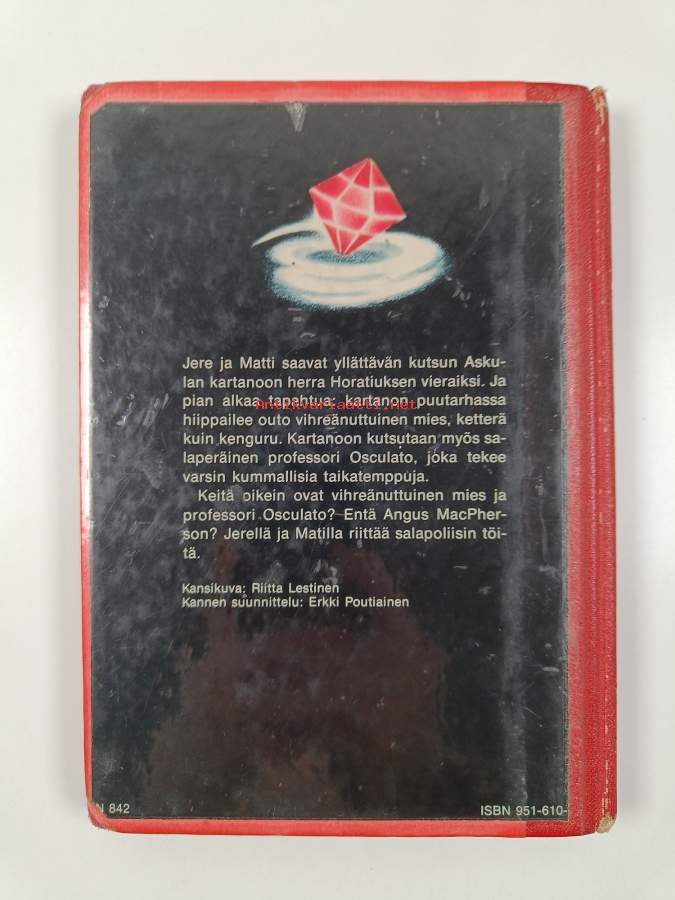 Jere ja Matti saavat yllättävän kutsun Asku-
lan kartanoon herra Horatiuksen vieraiksi. Ja
pian alkaa tapahtua: kartanon puutarhassa
Antikvariaatti.net
hiippailee outo vihreänuttuinen mies, ketterä
kuin kenguru. Kartanoon kutsutaan myös sa-
laperäinen professori Osculato, joka tekee
varsin kummallisia taikatemppuja.
Keitä oikein ovat vihreänuttuinen mies ja
professori Osculato? Entä Angus MacPher-
son? Jerellä ja Matilla riittää salapoliisin töi-
tä.
Kansikuva: Riitta Lestinen
Kannen suunnittelu: Erkki Poutiainen
N 842
ISBN 951-610-